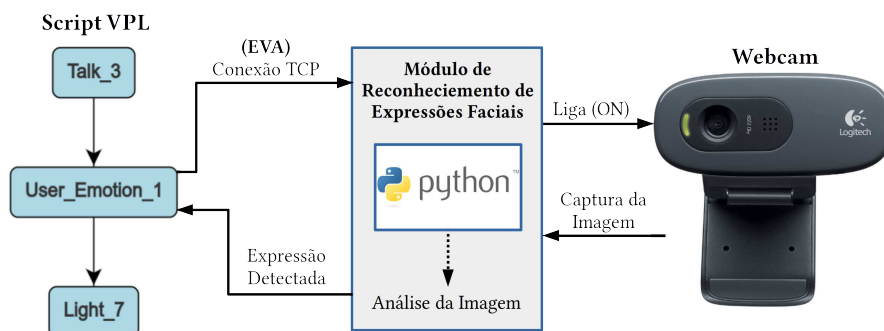 Script VPL
Talk_3
User_Emotion_1
Light_7
(EVA)
Conexão TCP
Expressão
Detectada
Módulo de
Reconheciemento de
Expressões Faciais
python™
Análise da Imagem
Liga (ON)
Captura da
Imagem
Webcam
Logitech